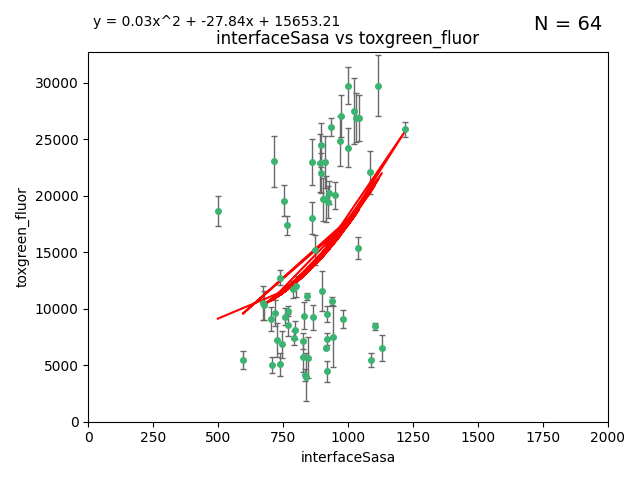 y = 0.03x^2 + -27.84x + 15653.21
N = 64
interfaceSasa vs toxgreen_fluor
30000
25000
20000
15000
10000
5000
0
toxgreen_fluor
0 250 500 750 1000 1250 1500 1750 2000
interfaceSasa